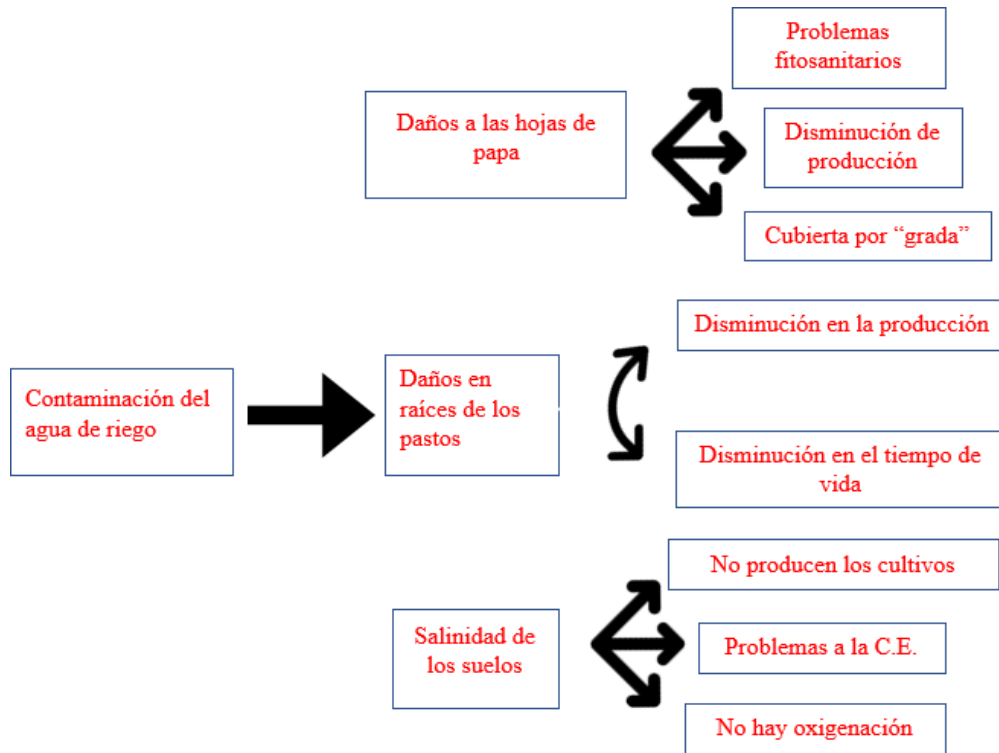 Problemas
fitosanitarios
Daños a las hojas de
papa
Disminución de
producción
Cubierta por “grada”
Disminución en la producción
Contaminación del
agua de riego
Daños en
raíces de los
pastos
Disminución en el tiempo de
vida
No producen los cultivos
Salinidad de
los suelos
Problemas a la C.E.
No hay oxigenación